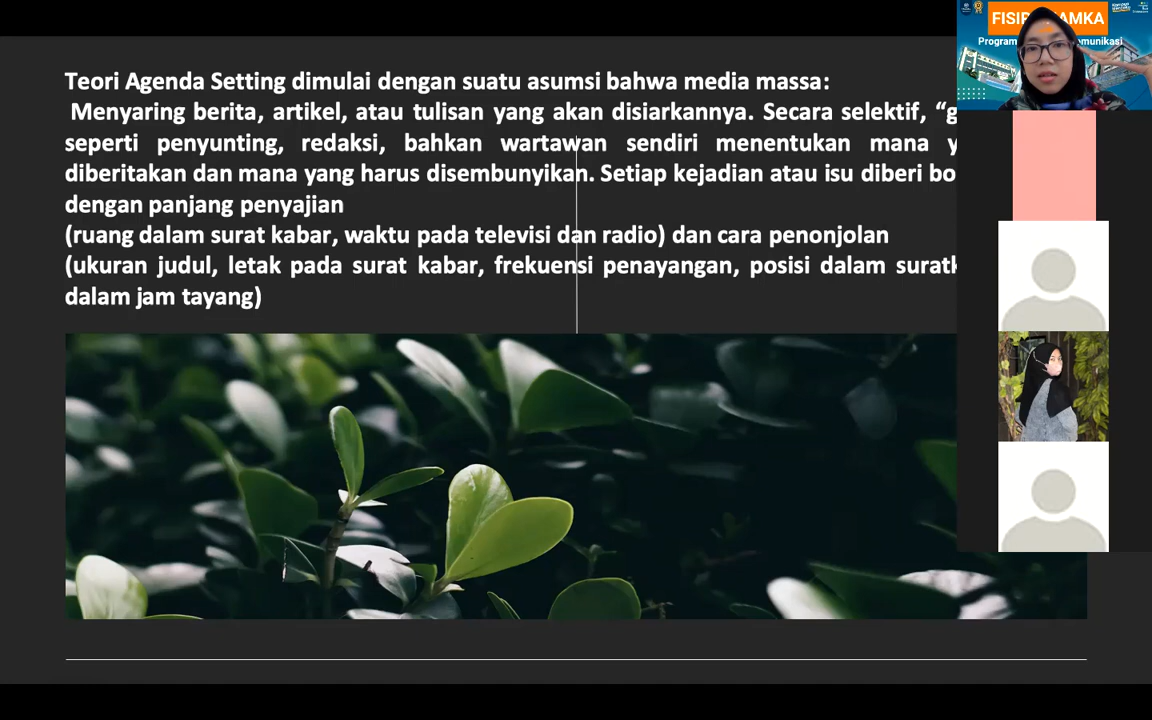 Teori Agenda Setting dimulai dengan suatu asumsi bahwa media massa:
Menyaring berita, artikel, atau tulisan yang akan disiarkannya. Secara selektif, “g
seperti penyunting, redaksi, bahkan wartawan sendiri menentukan mana y
diberitakan dan mana yang harus disembunyikan. Setiap kejadian atau isu diberi bo
dengan panjang penyajian
(ruang dalam surat kabar, waktu pada televisi dan radio) dan cara penonjolan
(ukuran judul, letak pada surat kabar, frekuensi penayangan, posisi dalam surat
dalam jam tayang)
FISIP
AMKA
Program